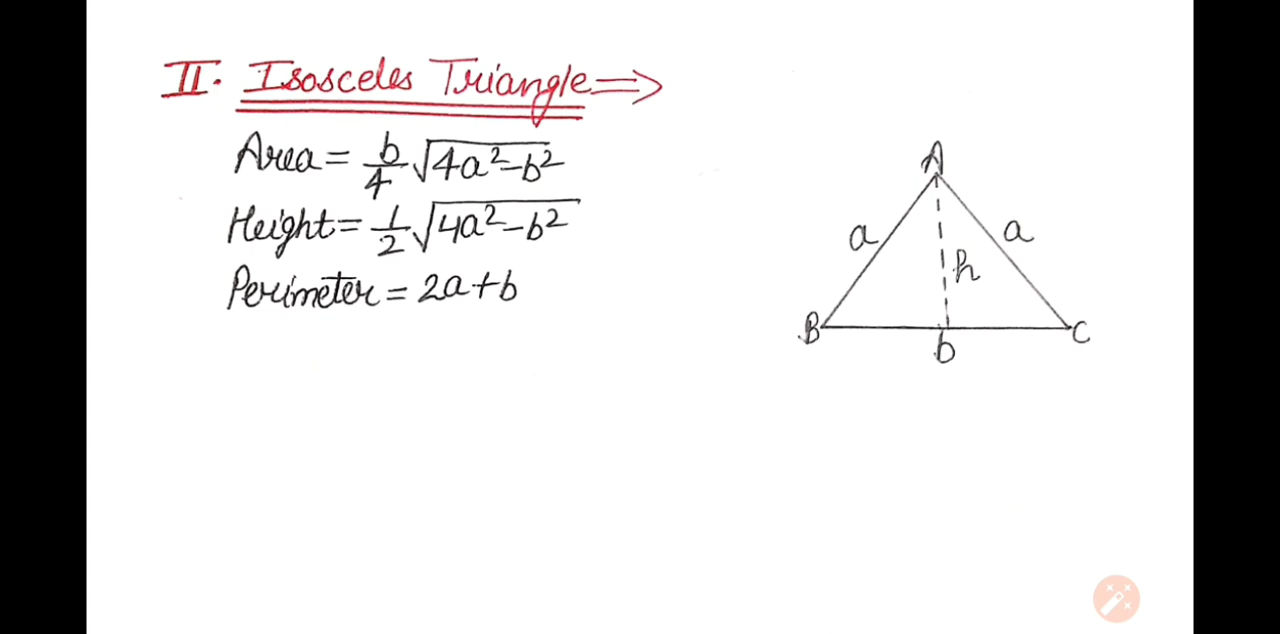 II. Isosceles Triangle ⇒
Area = b/4 √(4a²-b²)
Height = 1/2 √(4a²-b²)
Perimeter = 2a+b
A
a
a
h
B
b
C